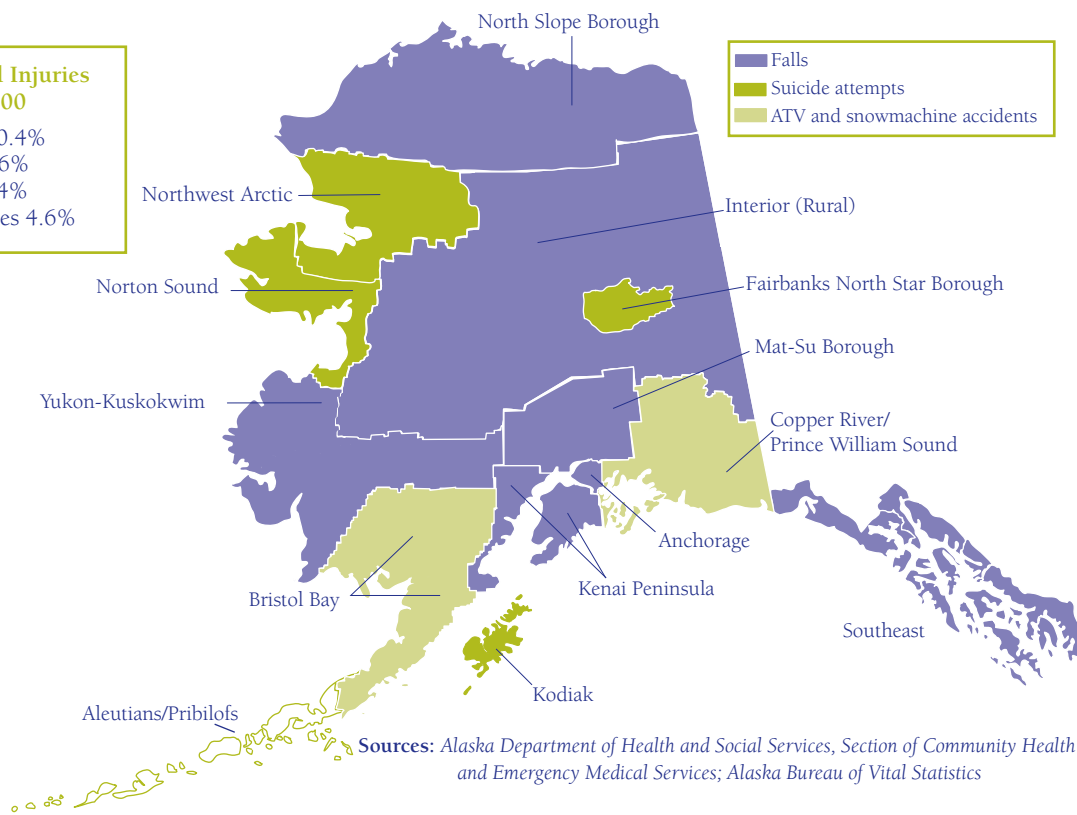 North Slope Borough
Injuries
00
0.4%
6%
4%
es 4.6%
Falls
Suicide attempts
ATV and snowmachine accidents
Northwest Arctic
Interior (Rural)
Norton Sound
Fairbanks North Star Borough
Mat-Su Borough
Yukon-Kuskokwim
Copper River/
Prince William Sound
Anchorage
Kenai Peninsula
Bristol Bay
Southeast
Kodiak
Aleutians/Pribilofs
Sources: Alaska Department of Health and Social Services, Section of Community Health
and Emergency Medical Services; Alaska Bureau of Vital Statistics